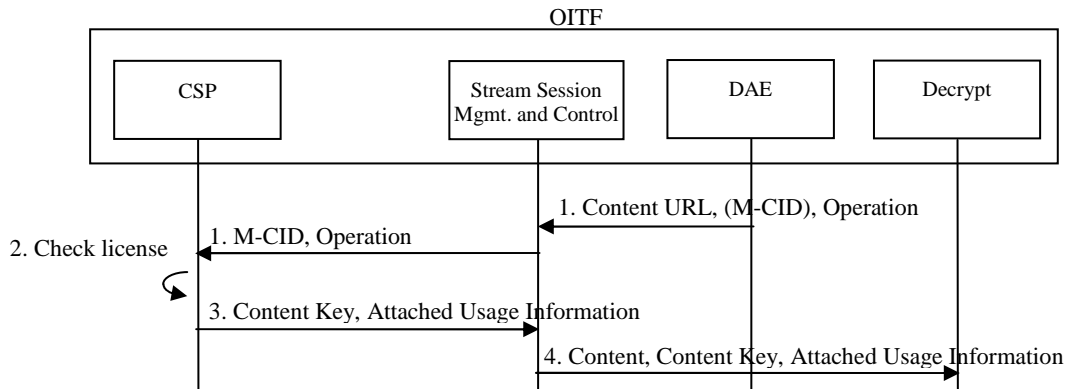 OITF
CSP
Stream Session
Mgmt. and Control
DAE
Decrypt
1. Content URL, (M-CID), Operation
1. M-CID, Operation
2. Check license
3. Content Key, Attached Usage Information
4. Content, Content Key, Attached Usage Information